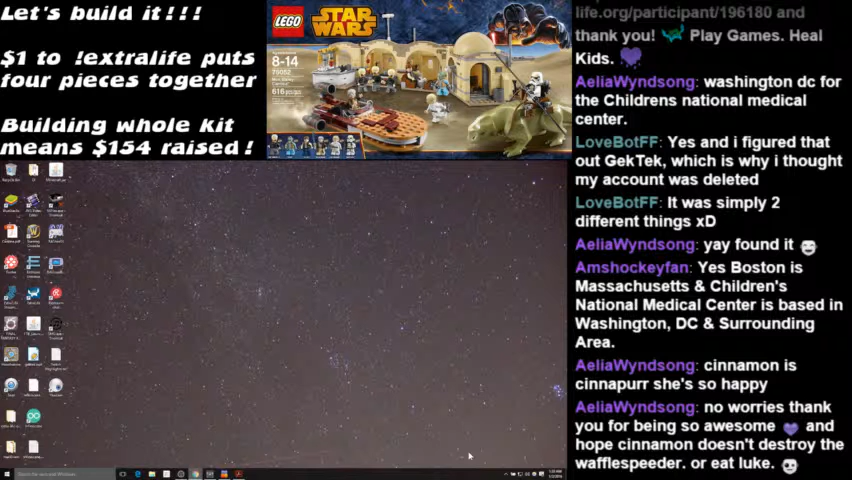 Let's build it!!!
$1 to !extralife puts
four pieces together
Building whole kit
means $154 raised!
LEGO
STAR
WARS
8-14
75052
616
life.org/participant/196180 and
thank you! Play Games. Heal
Kids.
AeliaWyndsong: washington dc for
the Childrens national medical
center.
LoveBotFF: Yes and i figured that
out GekTek, which is why i thought
my account was deleted
LoveBotFF: It was simply 2
different things xD
AeliaWyndsong: yay found it
Amshockeyfan: Yes Boston is
Massachusetts & Children's
National Medical Center is based in
Washington, DC & Surrounding
Area.
AeliaWyndsong: cinnamon is
cinnapurr she's so happy
AeliaWyndsong: no worries thank
you for being so awesome and
hope cinnamon doesn't destroy the
wafflespeeder. or eat luke.